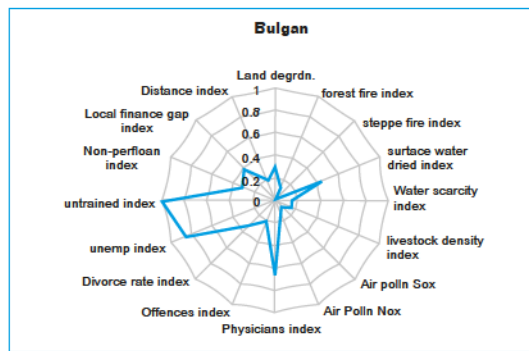 Bulgan
Land degrdn.
forest fire index
steppe fire index
surtace water
dried index
Water scarcity
index
livestock density
index
Air polln Sox
Air Polln Nox
Physicians index
Offences index
Divorce rate index
unemp index
untrained index
Non-perfloan
index
Local finance gap
index
Distance index
1
0.8
0.6
0.4
0.2
0